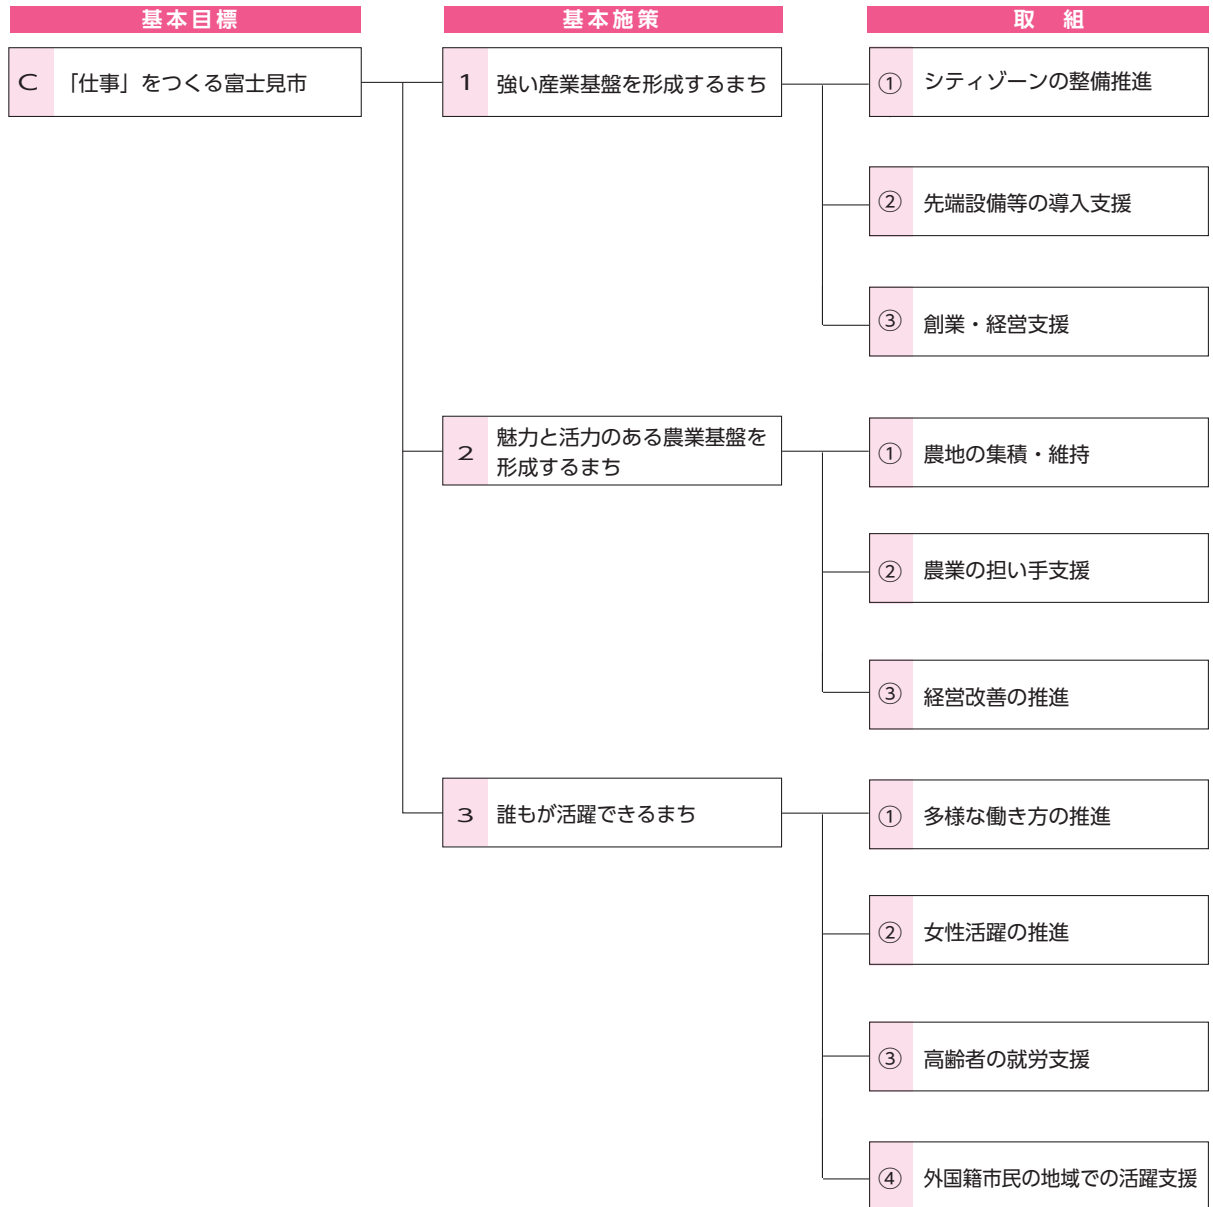 基本目標
基本施策
取　組
C 「仕事」をつくる富士見市
1 強い産業基盤を形成するまち
① シティゾーンの整備推進
② 先端設備等の導入支援
③ 創業・経営支援
2 魅力と活力のある農業基盤を
形成するまち
① 農地の集積・維持
② 農業の担い手支援
③ 経営改善の推進
3 誰もが活躍できるまち
① 多様な働き方の推進
② 女性活躍の推進
③ 高齢者の就労支援
④ 外国籍市民の地域での活躍支援